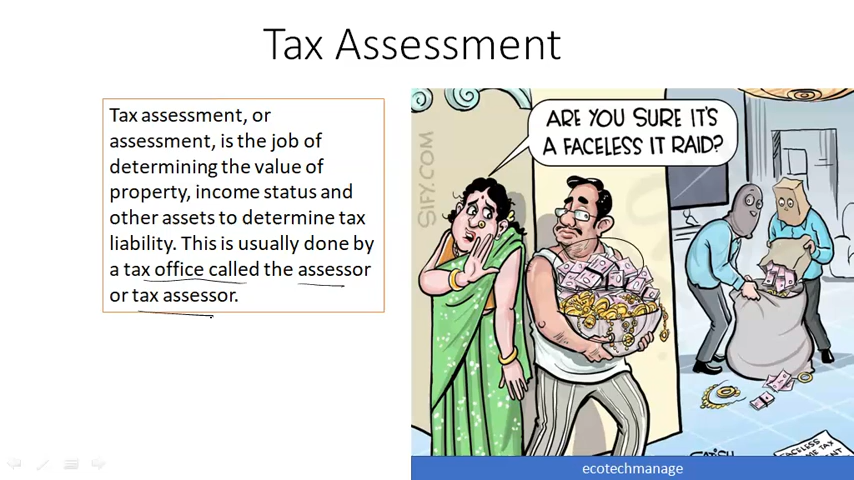 Tax Assessment
Tax assessment, or
assessment, is the job of
determining the value of
property, income status and
other assets to determine tax
liability. This is usually done by
a tax office called the assessor
or tax assessor.
ARE YOU SURE IT'S
A FACELESS IT RAID?
SIFY.COM
FACELESS
ecotechmanage